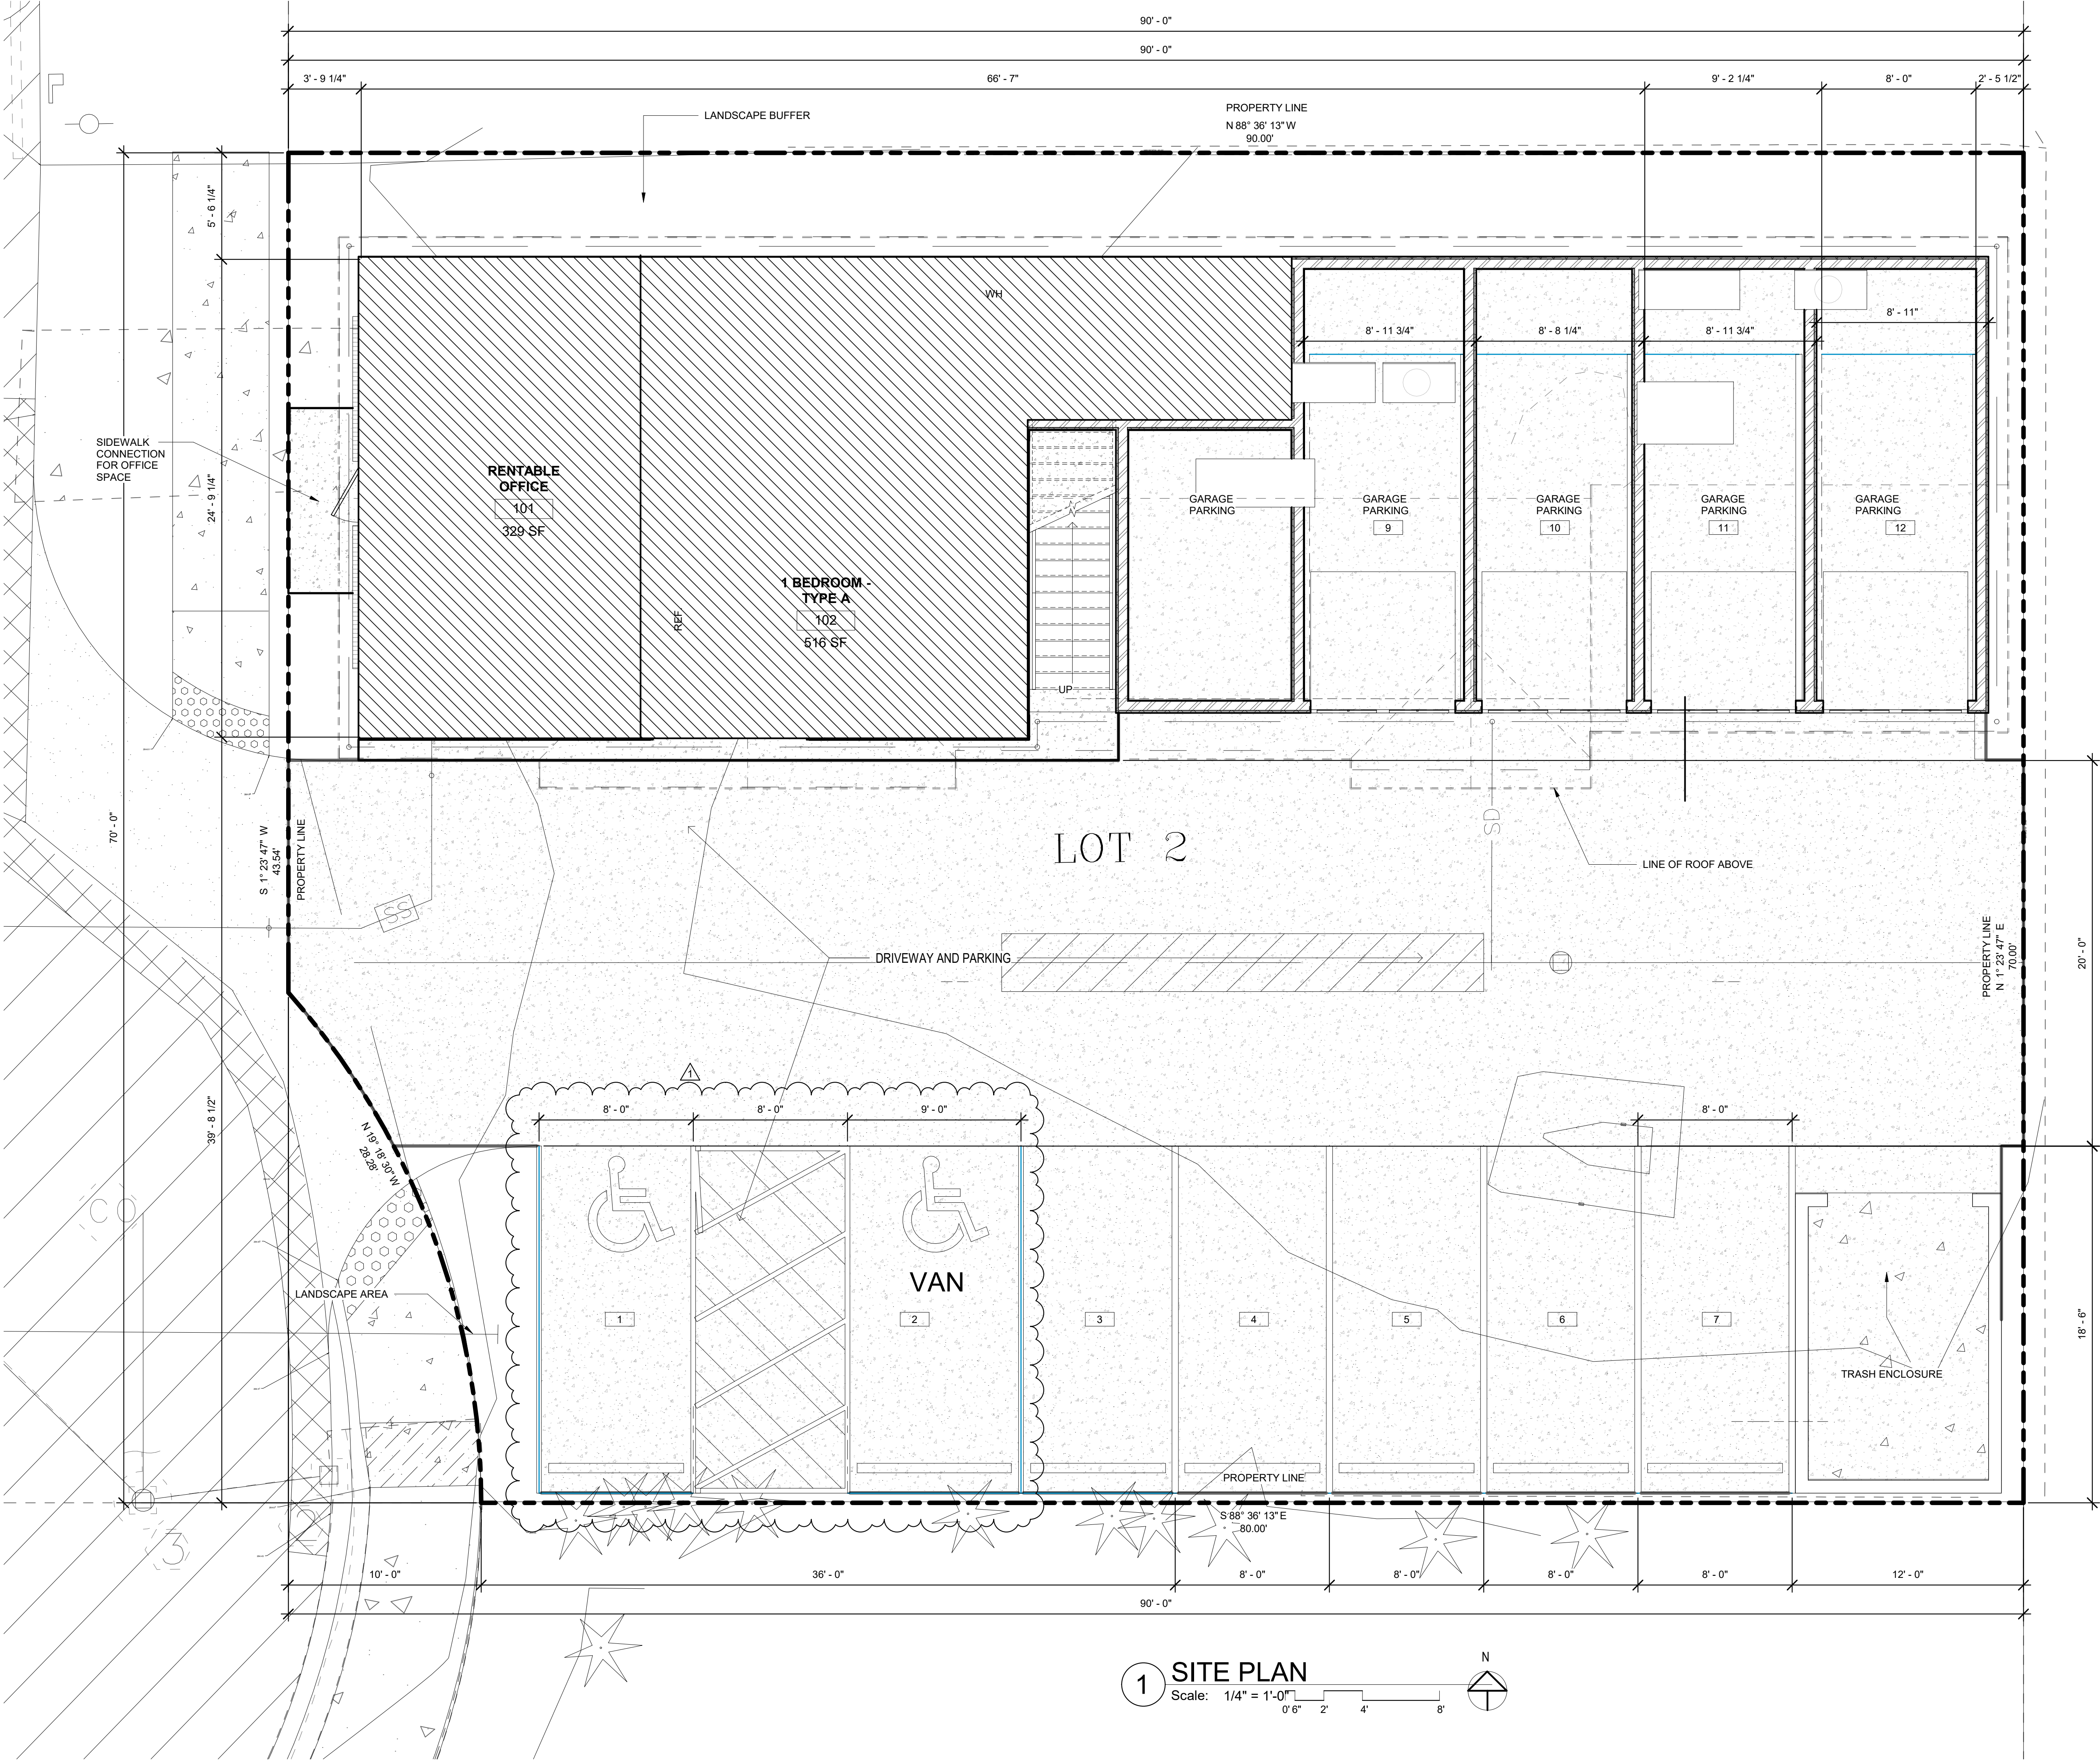 90' - 0"
90' - 0"
3' - 9 1/4"
66' - 7"
9' - 2 1/4"
8' - 0"
2' - 5 1/2"
LANDSCAPE BUFFER
PROPERTY LINE
N 88° 36' 13" W
90.00'
5' - 6 1/4"
WH
8' - 11 3/4"
8' - 8 1/4"
8' - 11 3/4"
8' - 11"
SIDEWALK
CONNECTION
FOR OFFICE
SPACE
24' - 9 1/4"
RENTABLE
OFFICE
101
329 SF
1 BEDROOM -
TYPE A
102
516 SF
REF.
UP
GARAGE
PARKING
GARAGE
PARKING
9
GARAGE
PARKING
10
GARAGE
PARKING
11
GARAGE
PARKING
12
70' - 0"
S 1° 23' 47" W
43.54'
PROPERTY LINE
LOT 2
SD
LINE OF ROOF ABOVE
SS
DRIVEWAY AND PARKING
PROPERTY LINE
N 1° 23' 47" E
70.00'
20' - 0"
39' - 8 1/2"
N 19° 18' 30" W
28.28'
1
8' - 0"
8' - 0"
9' - 0"
8' - 0"
CO
VAN
LANDSCAPE AREA
1
2
3
4
5
6
7
18' - 6"
TRASH ENCLOSURE
PROPERTY LINE
S 88° 36' 13" E
80.00'
3
2
10' - 0"
36' - 0"
8' - 0"
8' - 0"
8' - 0"
8' - 0"
12' - 0"
90' - 0"
1
SITE PLAN
Scale: 1/4" = 1'-0"
0' 6" 2' 4' 8'
N